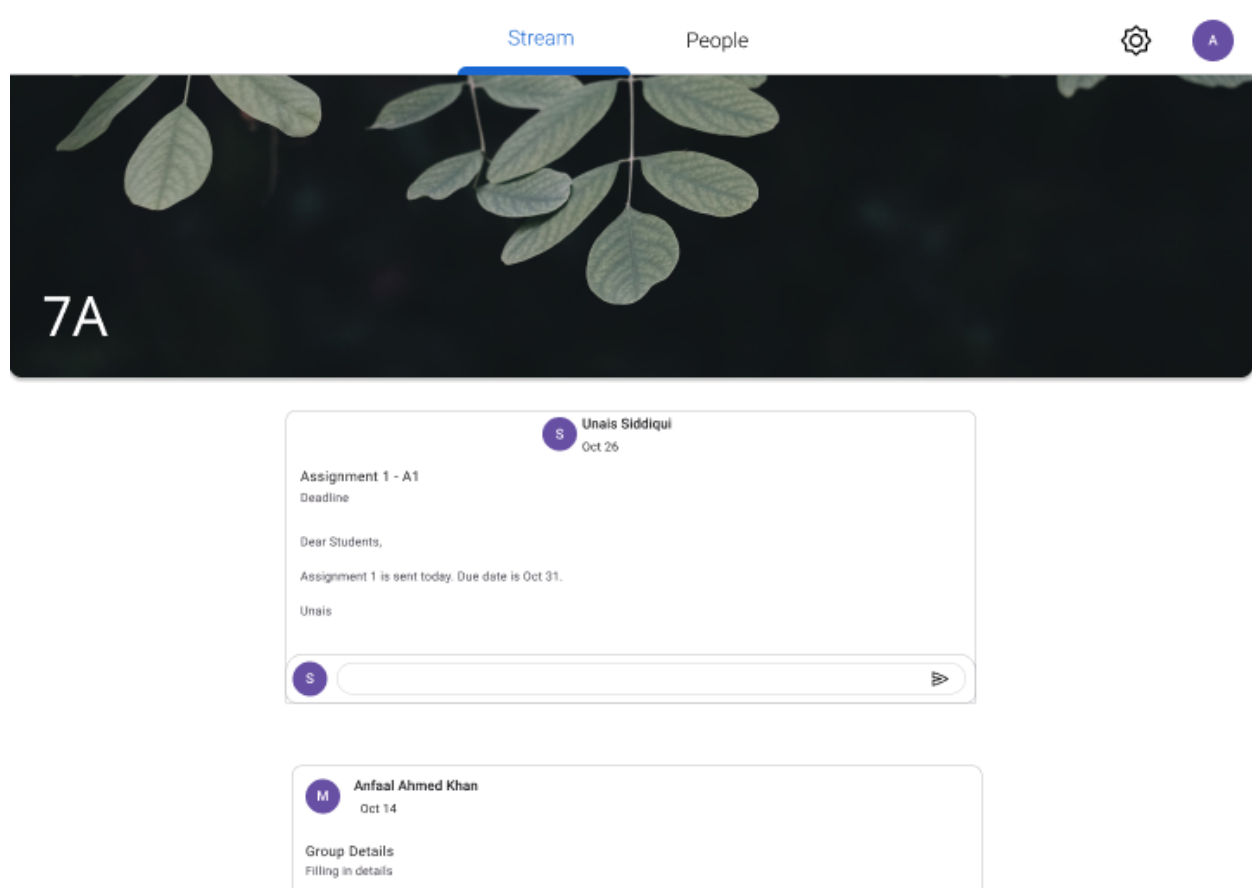 Stream People A
7A
S Unais Siddiqui
Oct 26
Assignment 1 - A1
Deadline
Dear Students,
Assignment 1 is sent today. Due date is Oct 31.
Unais
S
M Anfaal Ahmed Khan
Oct 14
Group Details
Filling in details